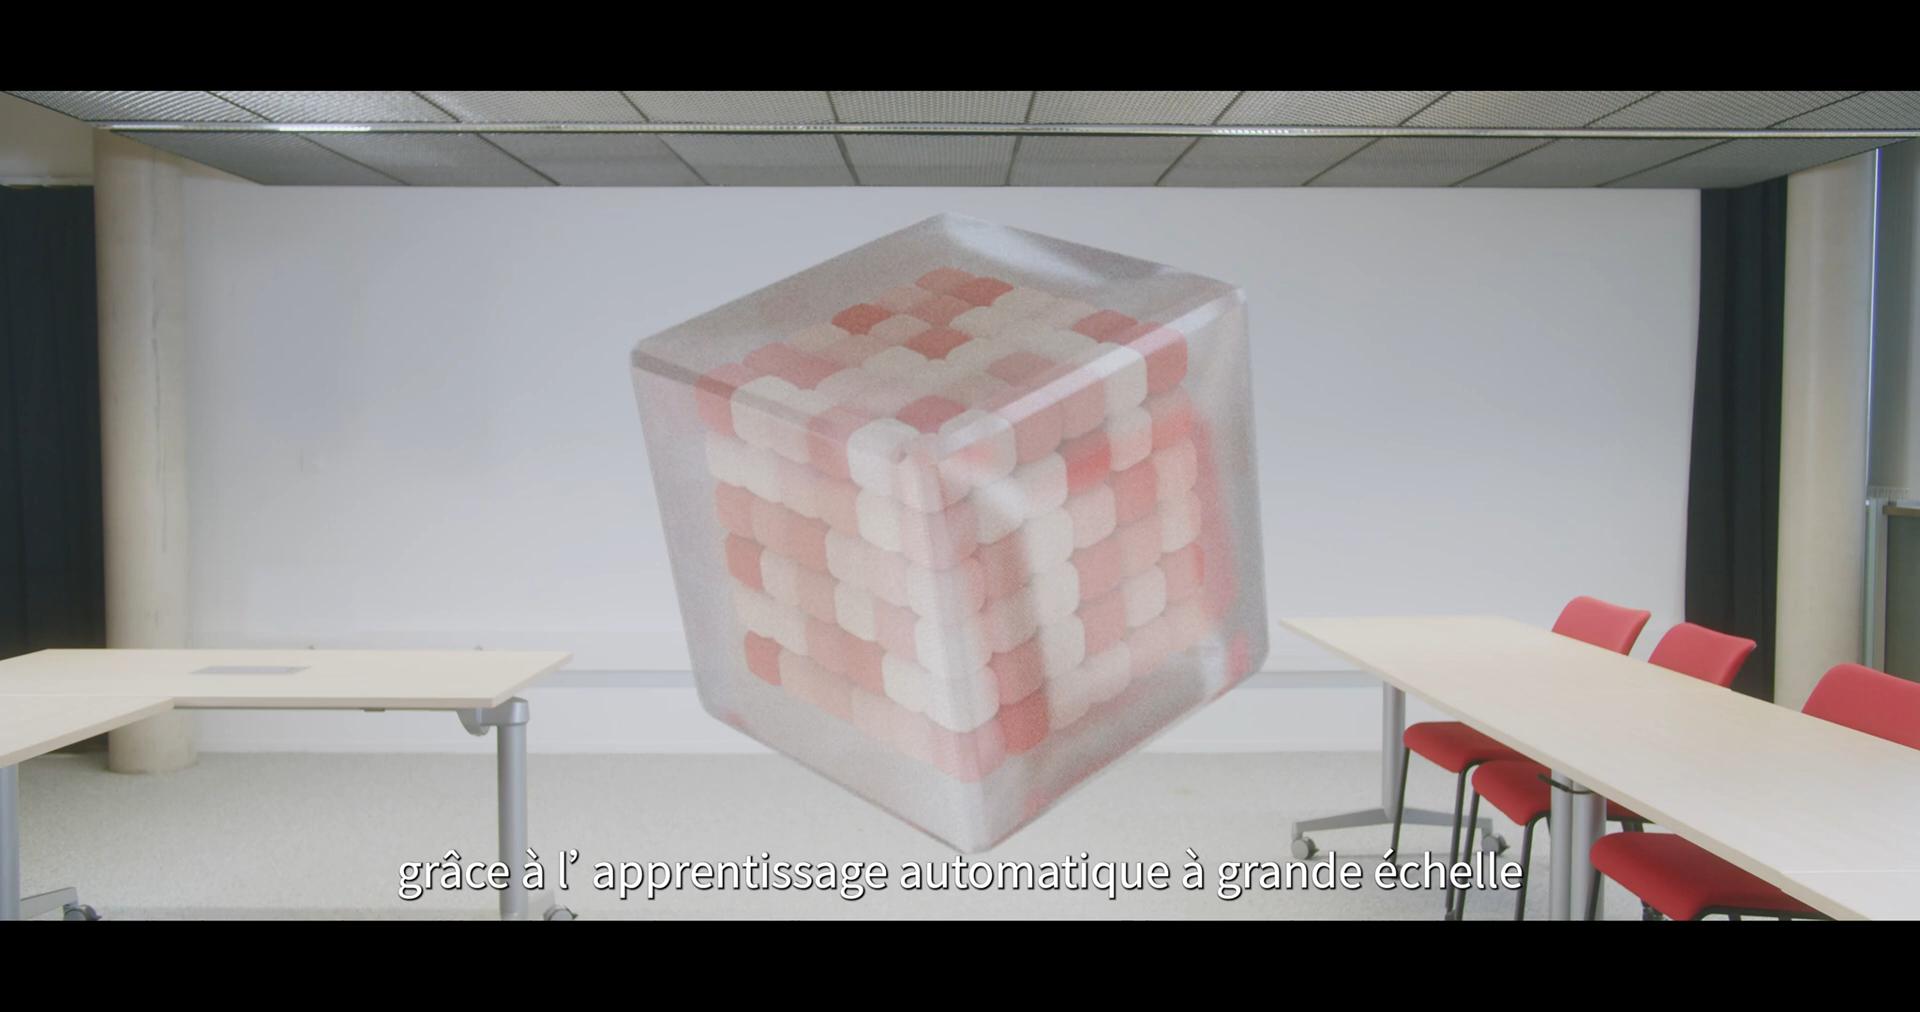 grâce à l’ apprentissage automatique à grande échelle